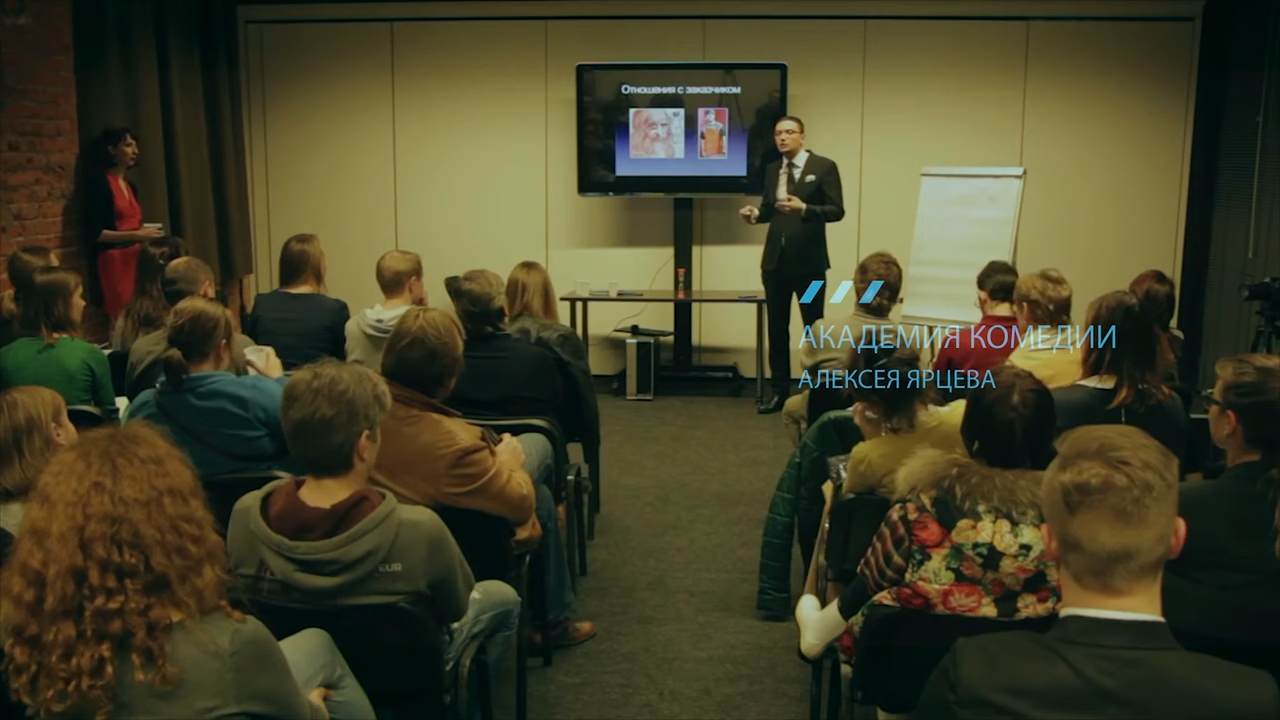 Отношения с заказчиком
АКАДЕМИЯ КОМЕДИИ
АЛЕКСЕЯ ЯРЦЕВА